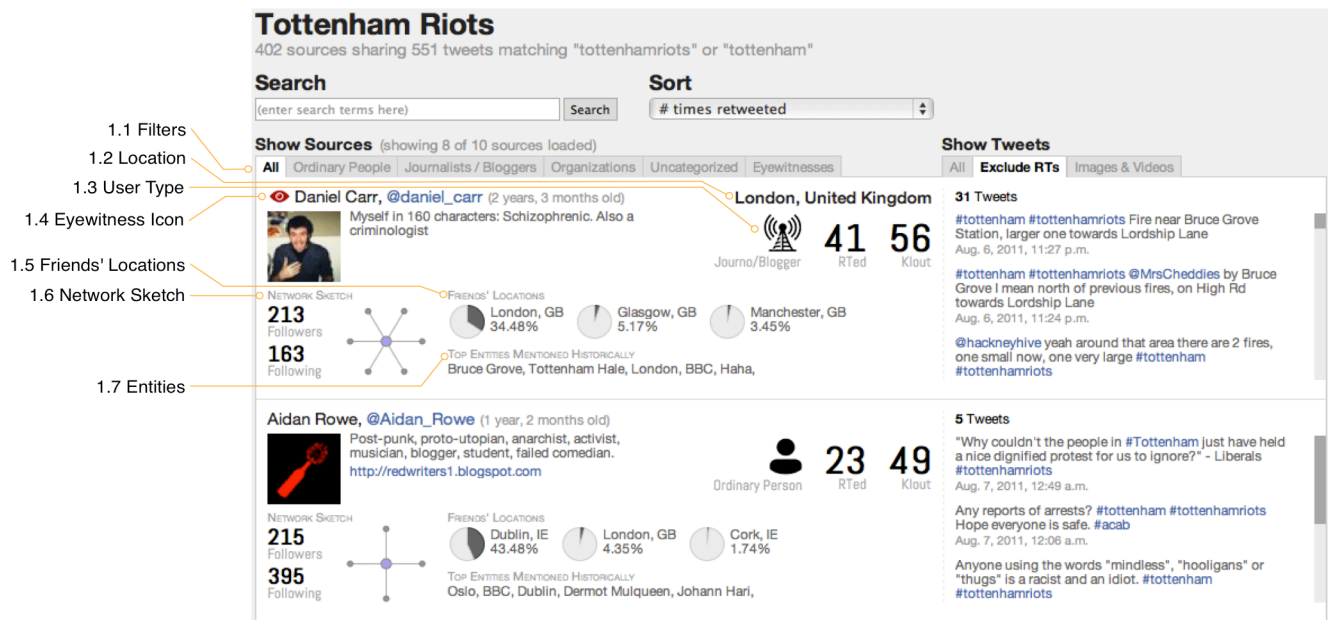 Tottenham Riots
402 sources sharing 551 tweets matching "tottenhamriots" or "tottenham"
Search
Sort
(enter search terms here)
Search
# times retweeted
1.1 Filters
1.2 Location
1.3 User Type
1.4 Eyewitness Icon
1.5 Friends' Locations
1.6 Network Sketch
1.7 Entities
Show Sources (showing 8 of 10 sources loaded)
All
Ordinary People
Journalists / Bloggers
Organizations
Uncategorized
Eyewitnesses
Show Tweets
All
Exclude RTs
Images & Videos
Daniel Carr, @daniel_carr (2 years, 3 months old)
London, United Kingdom
Myself in 160 characters: Schizophrenic. Also a
criminologist
Journo/Blogger
41
RTed
56
Klout
Network Sketch
213
Followers
163
Following
Friends' Locations
London, GB
34.48%
Glasgow, GB
5.17%
Manchester, GB
3.45%
Top Entities Mentioned Historically
Bruce Grove, Tottenham Hale, London, BBC, Haha,
31 Tweets
#tottenham #tottenhamriots Fire near Bruce Grove
Station, larger one towards Lordship Lane
Aug. 6, 2011, 11:27 p.m.
#tottenham #tottenhamriots @MrsCheddies by Bruce
Grove I mean north of previous fires, on High Rd
towards Lordship Lane
Aug. 6, 2011, 11:24 p.m.
@hackneyhive yeah around that area there are 2 fires,
one small now, one very large #tottenham
#tottenhamriots
Aidan Rowe, @Aidan_Rowe (1 year, 2 months old)
Post-punk, proto-utopian, anarchist, activist,
musician, blogger, student, failed comedian.
http://redwriters1.blogspot.com
Ordinary Person
23
RTed
49
Klout
Network Sketch
215
Followers
395
Following
Friends' Locations
Dublin, IE
43.48%
London, GB
4.35%
Cork, IE
1.74%
Top Entities Mentioned Historically
Oslo, BBC, Dublin, Dermot Mulqueen, Johann Hari,
5 Tweets
"Why couldn't the people in #Tottenham just have held
a nice dignified protest for us to ignore?" - Liberals
#tottenhamriots
Aug. 7, 2011, 12:49 a.m.
Any reports of arrests? #tottenham #tottenhamriots
Hope everyone is safe. #acab
Aug. 7, 2011, 12:06 a.m.
Anyone using the words "mindless", "hooligans" or
"thugs" is a racist and an idiot. #tottenham
#tottenhamriots